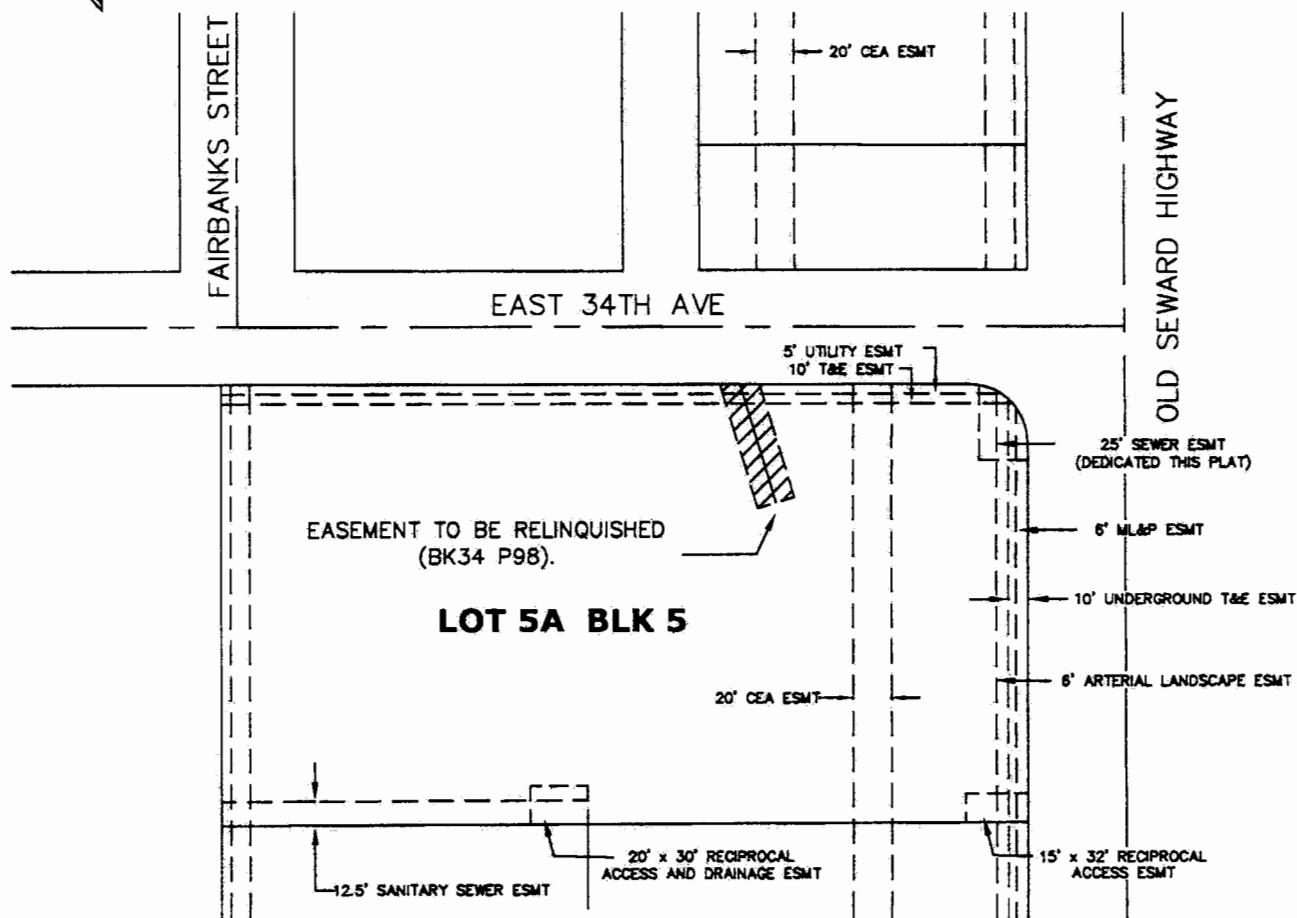 20' CEA ESMT
FAIRBANKS STREET
OLD SEWARD HIGHWAY
EAST 34TH AVE
5' UTILITY ESMT
10' T&E ESMT
25' SEWER ESMT
(DEDICATED THIS PLAT)
EASEMENT TO BE RELINQUISHED
(BK34 P98).
6' ML&P ESMT
10' UNDERGROUND T&E ESMT
LOT 5A BLK 5
6' ARTERIAL LANDSCAPE ESMT
20' CEA ESMT
20' x 30' RECIPROCAL
ACCESS AND DRAINAGE ESMT
15' x 32' RECIPROCAL
ACCESS ESMT
12.5' SANITARY SEWER ESMT